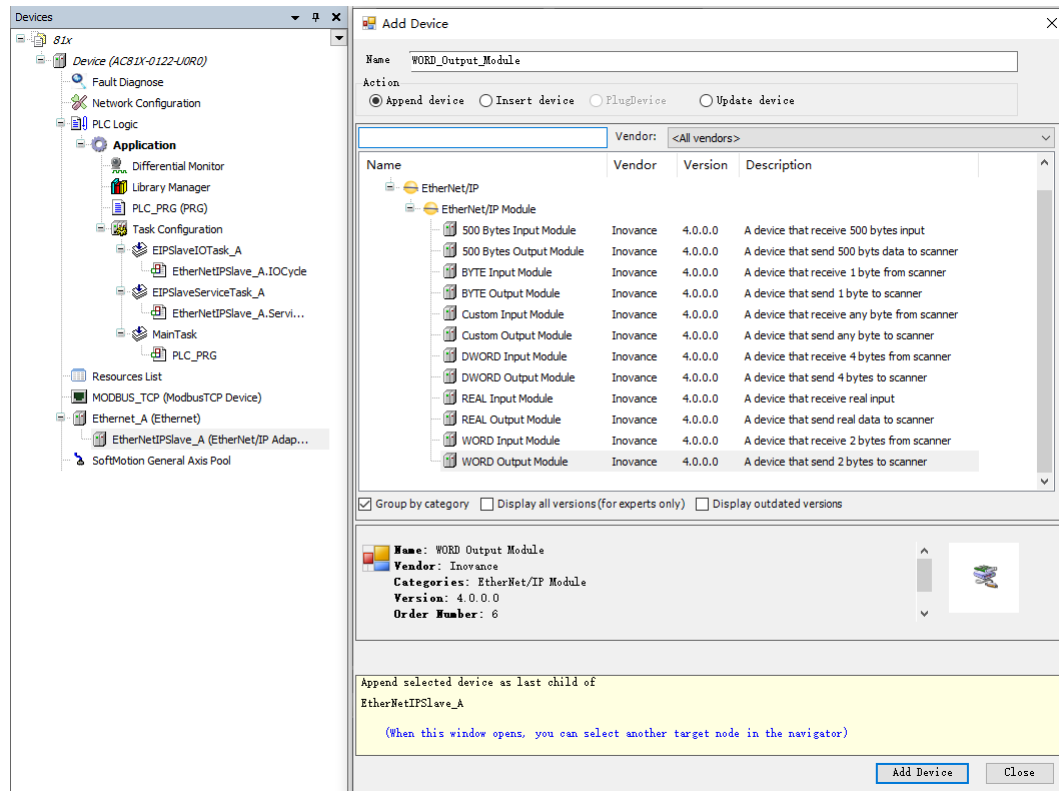 Devices
81x
Device (AC81X-0122-U0R0)
Fault Diagnose
Network Configuration
PLC Logic
Application
Differential Monitor
Library Manager
PLC_PRG (PRG)
Task Configuration
EIPSlaveIOTask_A
EtherNetIPSlave_A.IOCycle
EIPSlaveServiceTask_A
EtherNetIPSlave_A.Servi...
MainTask
PLC_PRG
Resources List
MODBUS_TCP (ModbusTCP Device)
Ethernet_A (Ethernet)
EtherNetIPSlave_A (EtherNet/IP Adap...
SoftMotion General Axis Pool
Add Device
Name WORD_Output_Module
Action
Append device Insert device PlugDevice Update device
Vendor: <All vendors>
Name Vendor Version Description
EtherNet/IP
EtherNet/IP Module
500 Bytes Input Module Inovance 4.0.0.0 A device that receive 500 bytes input
500 Bytes Output Module Inovance 4.0.0.0 A device that send 500 byts data to scanner
BYTE Input Module Inovance 4.0.0.0 A device that receive 1 byte from scanner
BYTE Output Module Inovance 4.0.0.0 A device that send 1 byte to scanner
Custom Input Module Inovance 4.0.0.0 A device that receive any byte from scanner
Custom Output Module Inovance 4.0.0.0 A device that send any byte to scanner
DWORD Input Module Inovance 4.0.0.0 A device that receive 4 bytes from scanner
DWORD Output Module Inovance 4.0.0.0 A device that send 4 bytes to scanner
REAL Input Module Inovance 4.0.0.0 A device that receive real input
REAL Output Module Inovance 4.0.0.0 A device that send real data to scanner
WORD Input Module Inovance 4.0.0.0 A device that receive 2 bytes from scanner
WORD Output Module Inovance 4.0.0.0 A device that send 2 bytes to scanner
Group by category Display all versions(for experts only) Display outdated versions
Name: WORD Output Module
Vendor: Inovance
Categories: EtherNet/IP Module
Version: 4.0.0.0
Order Number: 6
Append selected device as last child of
EtherNetIPSlave_A
(When this window opens, you can select another target node in the navigator)
Add Device Close